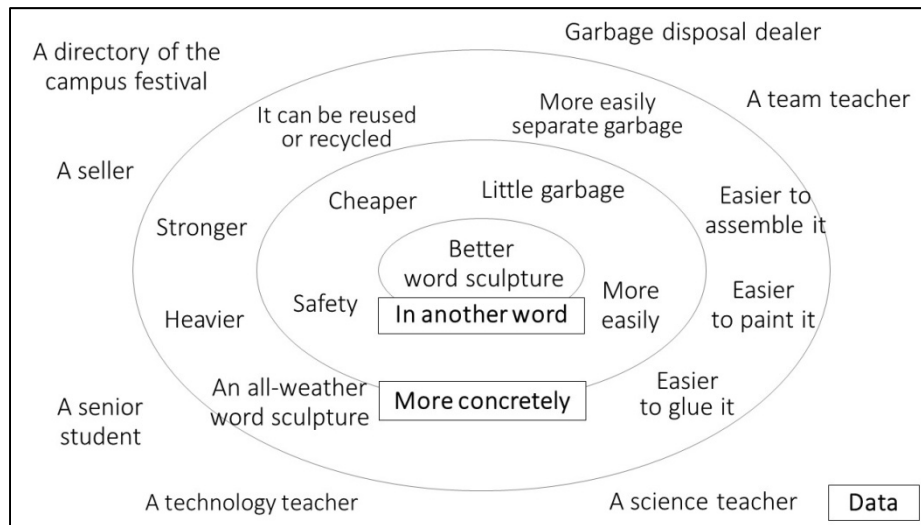 Garbage disposal dealer
A directory of the
campus festival
A team teacher
It can be reused
or recycled
More easily
separate garbage
A seller
Cheaper
Little garbage
Easier to
assemble it
Stronger
Better
word sculpture
Safety
In another word
More
easily
Easier
to paint it
Heavier
An all-weather
word sculpture
More concretely
Easier
to glue it
A senior
student
A technology teacher
A science teacher
Data